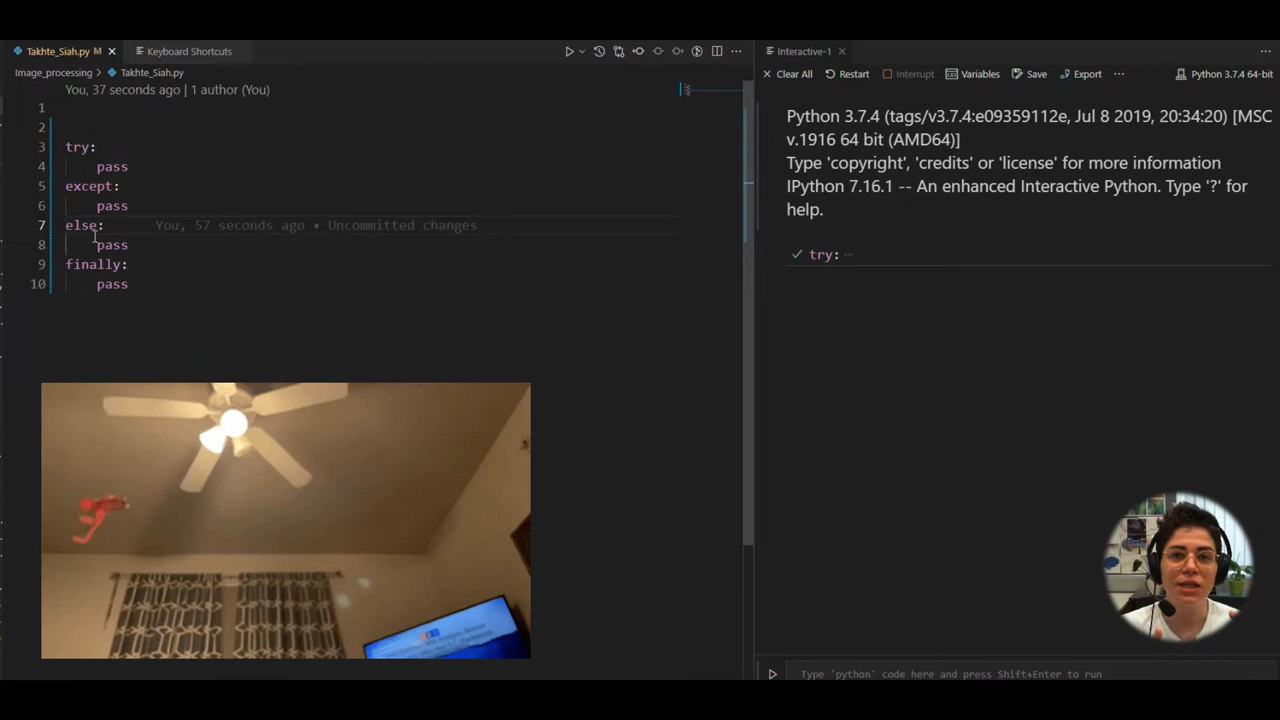 Takhte_Siah.py M
Keyboard Shortcuts
Image_processing > Takhte_Siah.py
You, 37 seconds ago | 1 author (You)
1
2
3 try:
4 pass
5 except:
6 pass
7 else: You, 57 seconds ago • Uncommitted changes
8 pass
9 finally:
10 pass
Interactive-1
Clear All Restart Interrupt Variables Save Export Python 3.7.4 64-bit
Python 3.7.4 (tags/v3.7.4:e09359112e, Jul 8 2019, 20:34:20) [MSC
v.1916 64 bit (AMD64)]
Type 'copyright', 'credits' or 'license' for more information
IPython 7.16.1 -- An enhanced Interactive Python. Type '?' for
help.
try: ...
Type 'python' code here and press Shift+Enter to run